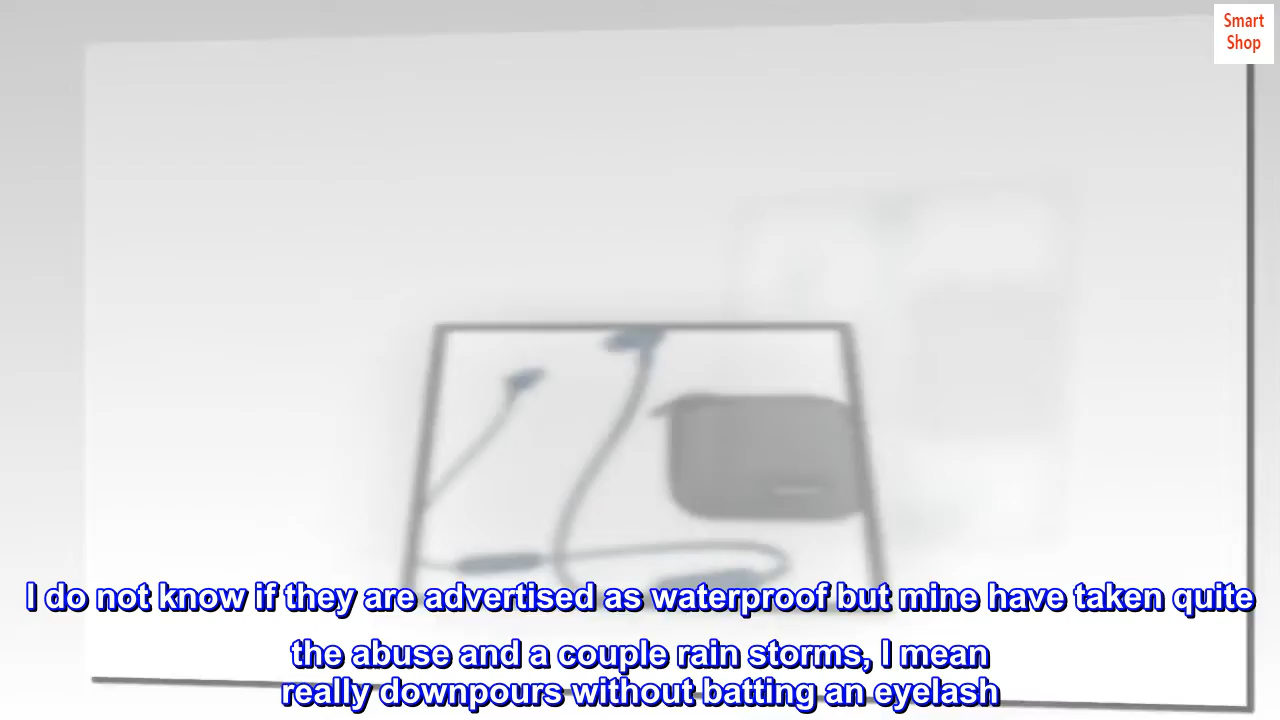 Smart
Shop
I do not know if they are advertised as waterproof but mine have taken quite
the abuse and a couple rain storms, I mean
really downpours without batting an eyelash